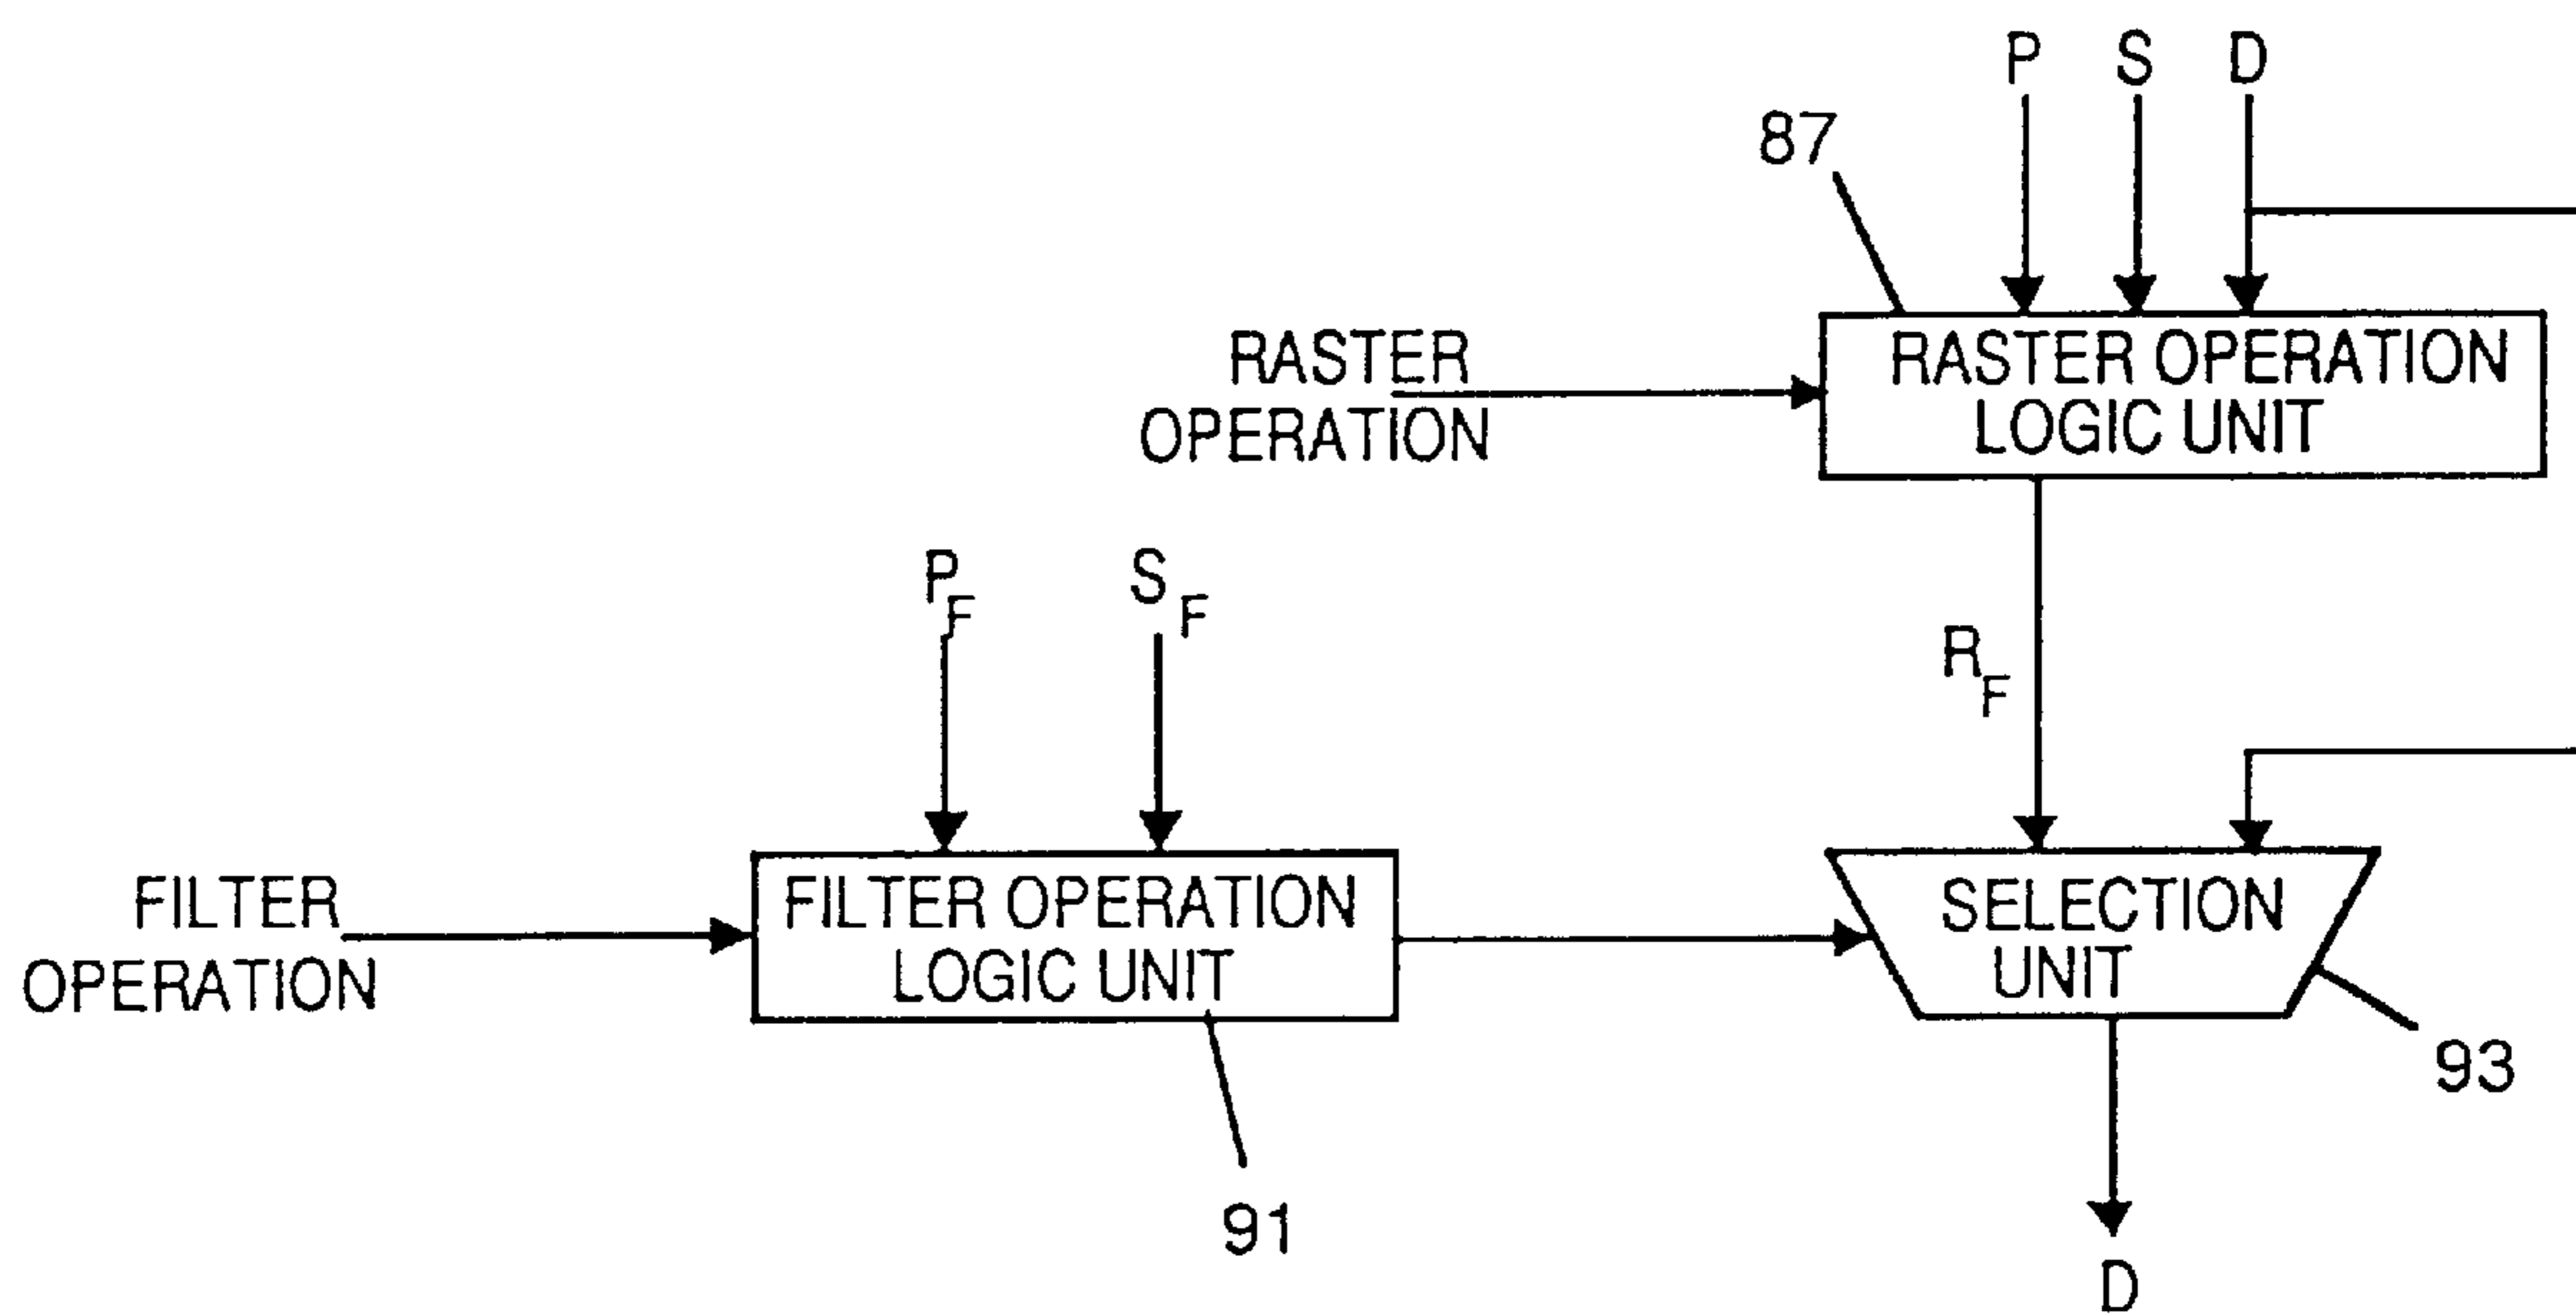 P S D
87
RASTER
OPERATION
RASTER OPERATION
LOGIC UNIT
P F
S F
R F
FILTER
OPERATION
FILTER OPERATION
LOGIC UNIT
SELECTION
UNIT
93
91
D